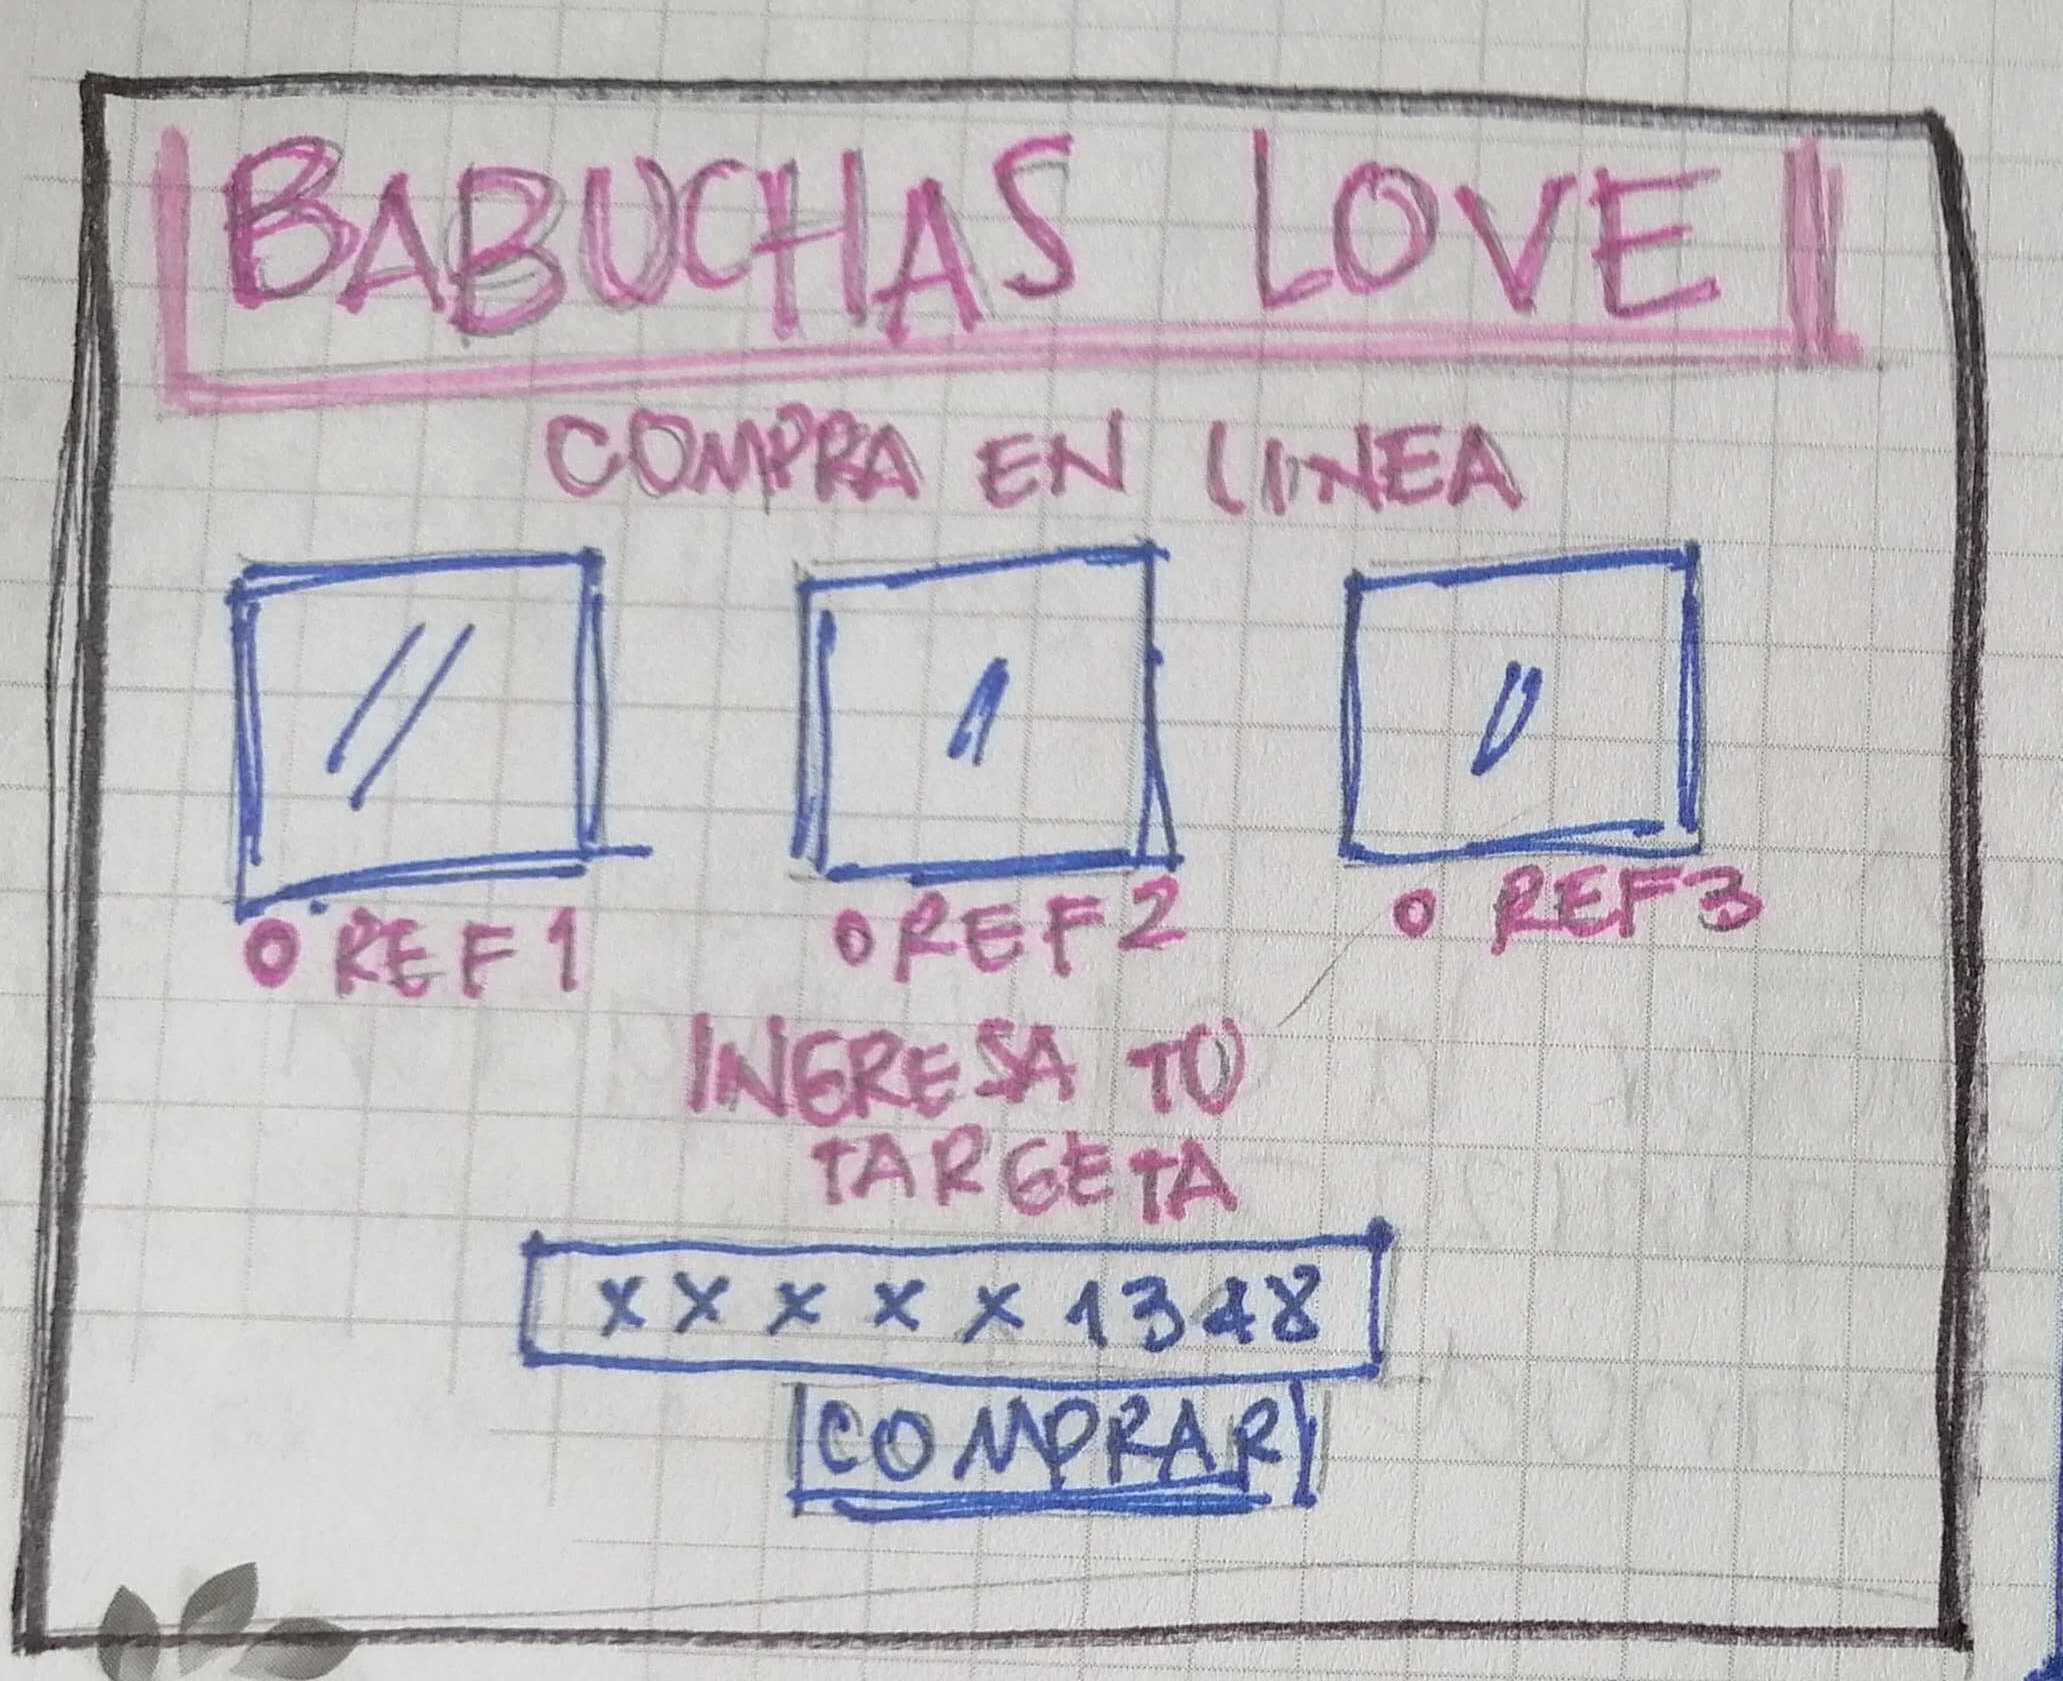 BABUCHAS LOVE
COMPRA EN LINEA
O REF1 O REF2 O REF3
INGRESA TU
TARGETA
XXXXX1348
COMPRAR